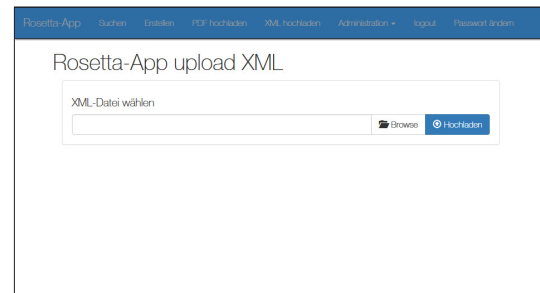 Rosetta-App Suchen Erstellen PDF hochladen XML hochladen Administration logout Passwort ändern
Rosetta-App upload XML
XML-Datei wählen
Browse Hochladen